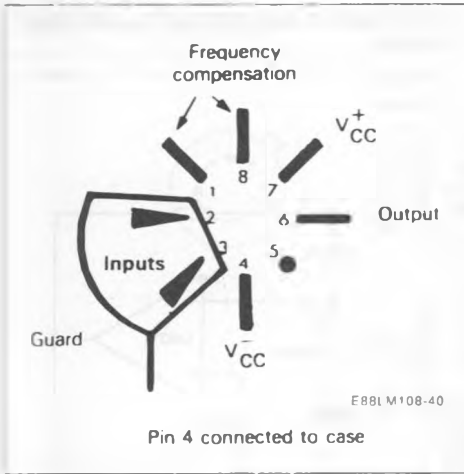 Frequency
compensation
V+CC
8
1
7
2
6
Output
3
5
Inputs
4
Guard
V-CC
E88LM108-40
Pin 4 connected to case